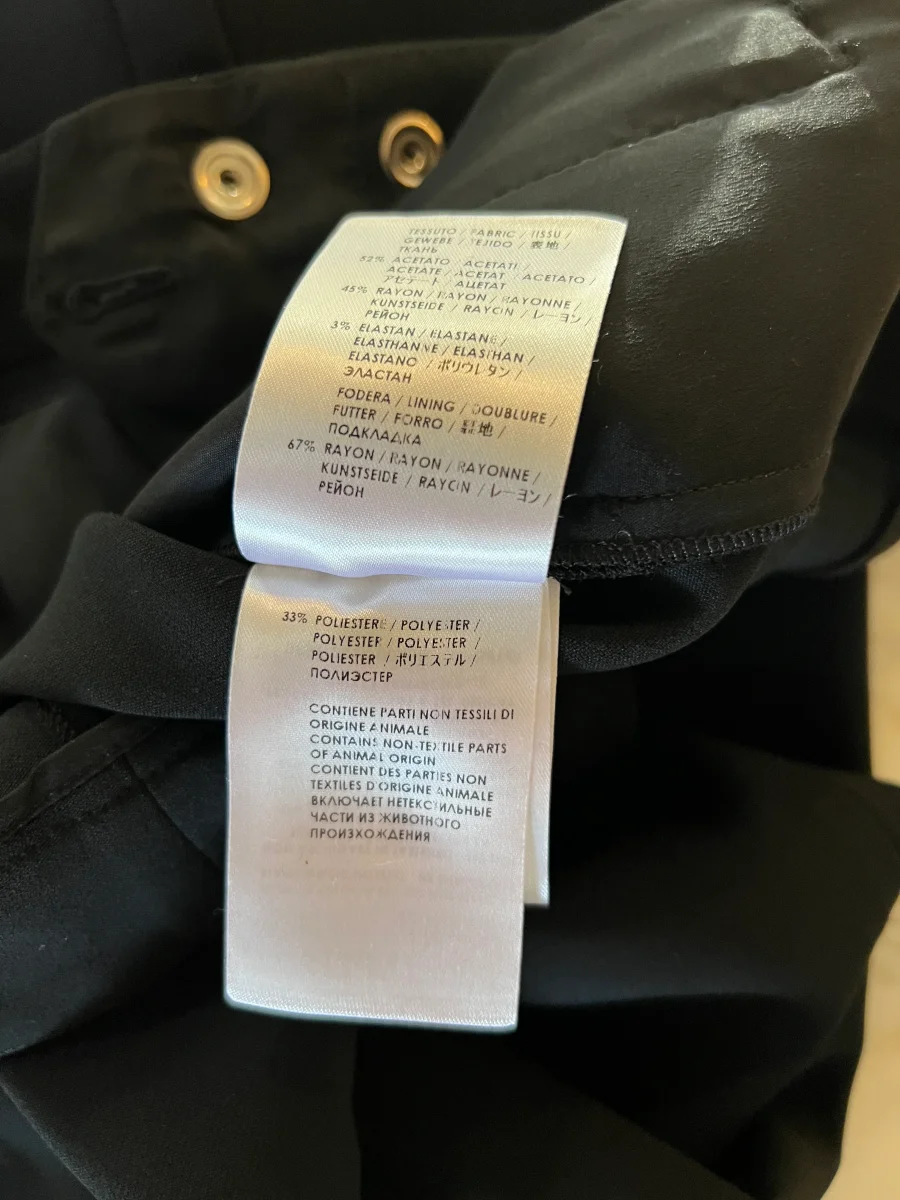 TESSUTO / FABRIC / TISSU /
GEWEBE / TEJIDO / 表地 /
ТКАНЬ
52% ACETATO ACETATI /
ACETATE / ACETAT ACETATO /
アセテート / АЦЕТАТ
45% RAYON / RAYON / RAYONNE /
KUNSTSEIDE / RAYON / レーヨン /
РЕЙОН
3% ELASTAN / ELASTANE /
ELASTHANNE / ELASTHAN /
ELASTANO / ポリウレタン /
ЭЛАСТАН
FODERA / LINING / DOUBLURE /
FUTTER / FORRO / 裏地 /
ПОДКЛАДКА
67% RAYON / RAYON / RAYONNE /
KUNSTSEIDE / RAYON / レーヨン /
РЕЙОН
33% POLIESTERE / POLYESTER /
POLYESTER / POLYESTER /
POLIESTER / ポリエステル /
ПОЛИЭСТЕР
CONTIENE PARTI NON TESSILI DI
ORIGINE ANIMALE
CONTAINS NON-TEXTILE PARTS
OF ANIMAL ORIGIN
CONTIENT DES PARTIES NON
TEXTILES D'ORIGINE ANIMALE
ВКЛЮЧАЕТ НЕТЕКСТИЛЬНЫЕ
ЧАСТИ ИЗ ЖИВОТНОГО
ПРОИЗХОЖДЕНИЯ